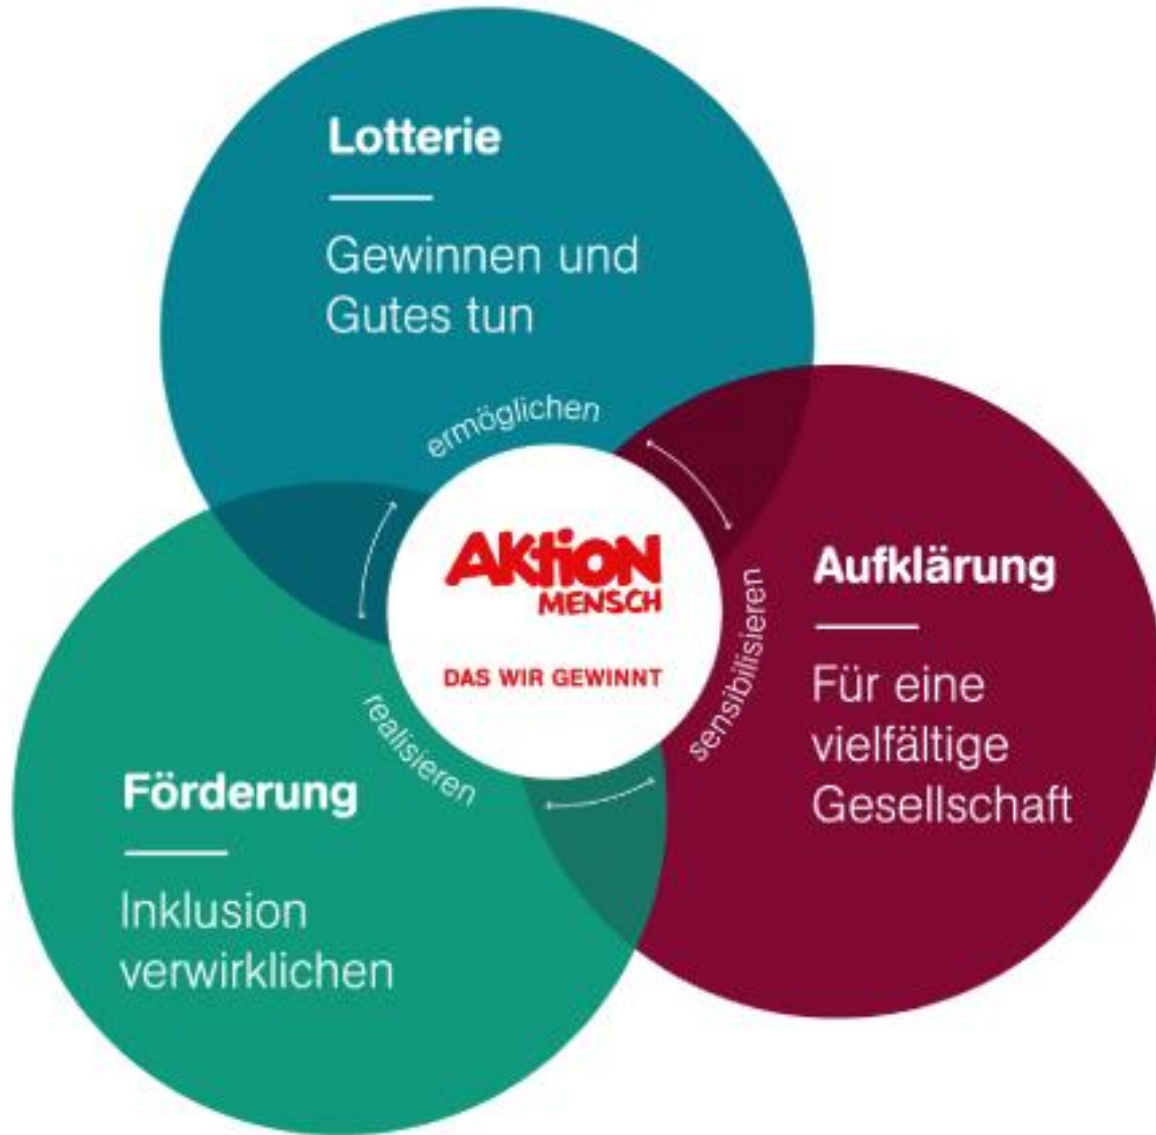 Lotterie
Gewinnen und
Gutes tun
ermöglichen
AKTiON
MENSCH
DAS WIR GEWINNT
sensibilisieren
realisieren
Aufklärung
Für eine
vielfältige
Gesellschaft
Förderung
Inklusion
verwirklichen